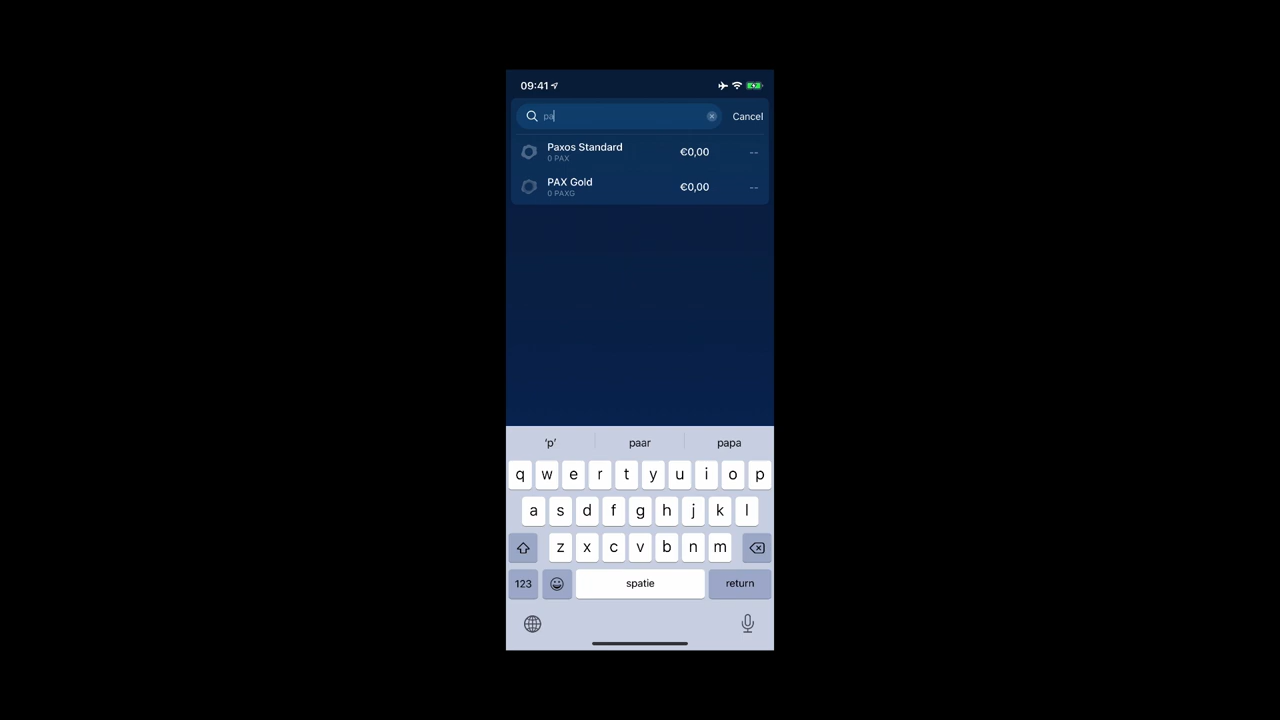 09:41
pa
Cancel
Paxos Standard
0 PAX
€0,00
--
PAX Gold
0 PAXG
€0,00
--
'p' paar papa
q w e r t y u i o p
a s d f g h j k l
z x c v b n m
123 spatie return